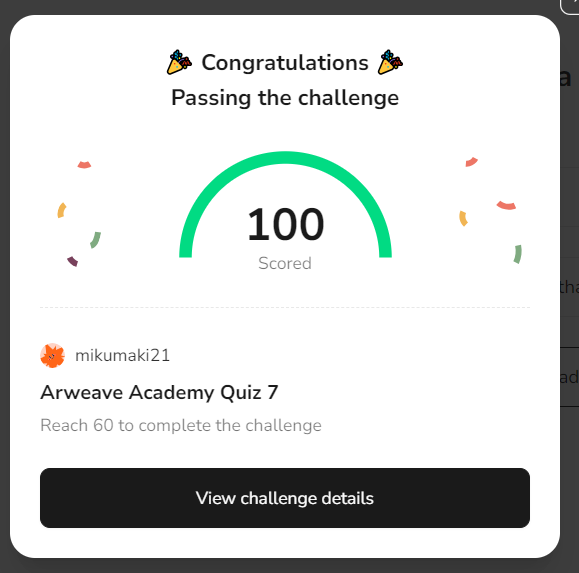 Congratulations
Passing the challenge
100
Scored
mikumaki21
Arweave Academy Quiz 7
Reach 60 to complete the challenge
View challenge details